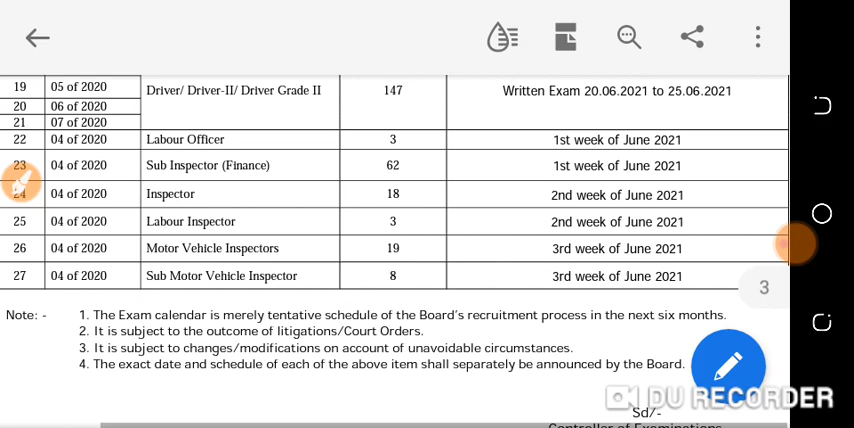 19 05 of 2020 Driver/ Driver-II/ Driver Grade II 147 Written Exam 20.06.2021 to 25.06.2021
20 06 of 2020
21 07 of 2020
22 04 of 2020 Labour Officer 3 1st week of June 2021
23 04 of 2020 Sub Inspector (Finance) 62 1st week of June 2021
24 04 of 2020 Inspector 18 2nd week of June 2021
25 04 of 2020 Labour Inspector 3 2nd week of June 2021
26 04 of 2020 Motor Vehicle Inspectors 19 3rd week of June 2021
27 04 of 2020 Sub Motor Vehicle Inspector 8 3rd week of June 2021
3
Note: - 1. The Exam calendar is merely tentative schedule of the Board's recruitment process in the next six months.
2. It is subject to the outcome of litigations/Court Orders.
3. It is subject to changes/modifications on account of unavoidable circumstances.
4. The exact date and schedule of each of the above item shall separately be announced by the Board.
DU RECORDER
Sd/-
Controller of Examinations